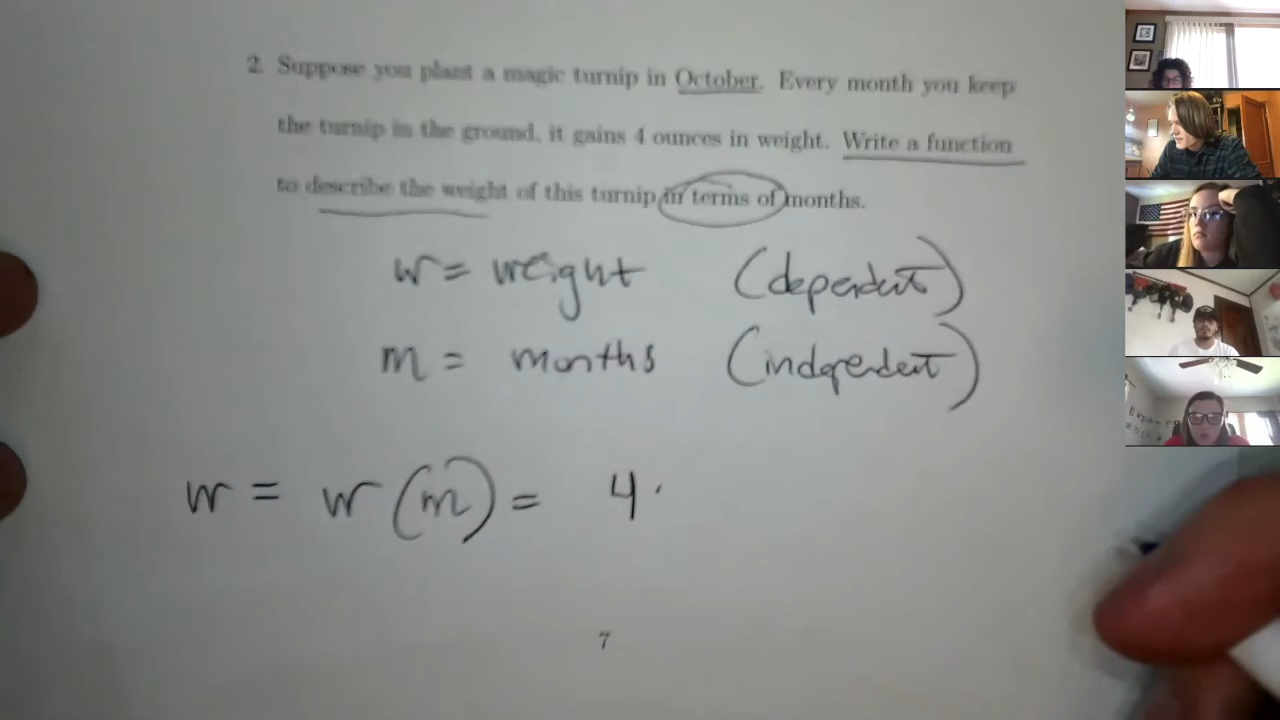 2. Suppose you plant a magic turnip in October. Every month you keep
the turnip in the ground, it gains 4 ounces in weight. Write a function
to describe the weight of this turnip in terms of months.
w = weight (dependent)
m = months (independent)
w = w(m) = 4 ·
7